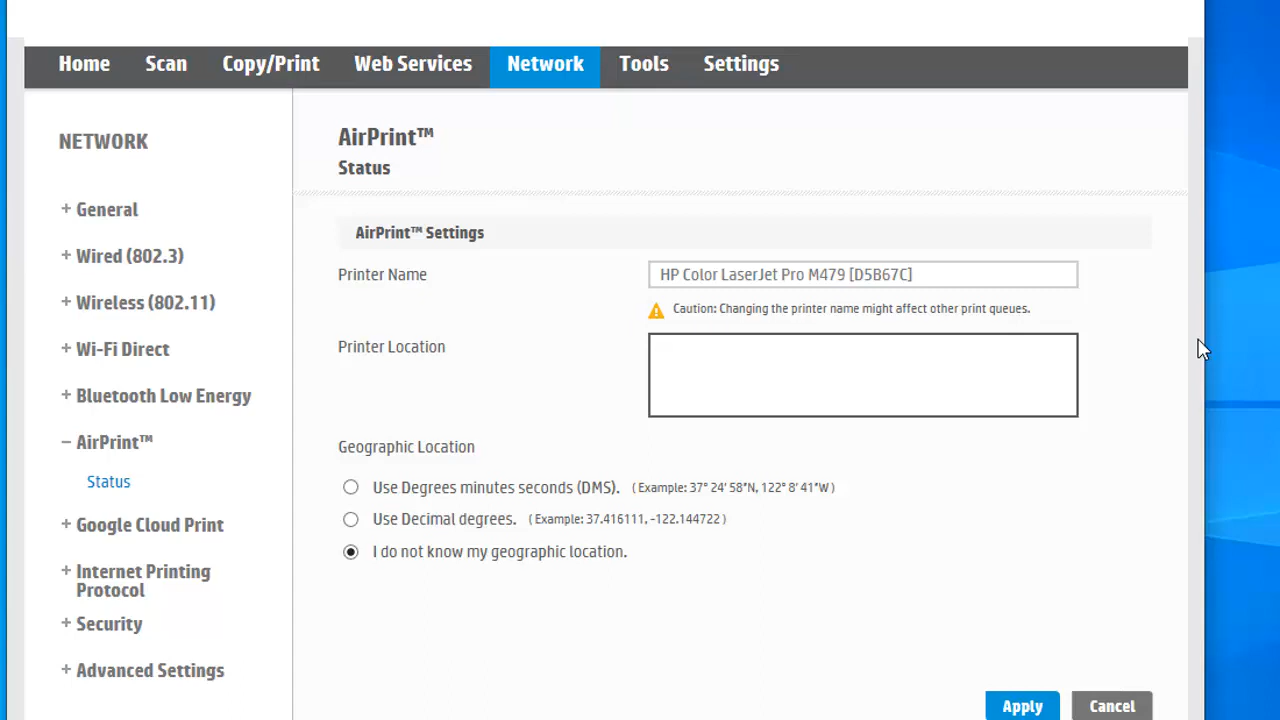 Home Scan Copy/Print Web Services Network Tools Settings
NETWORK
+ General
+ Wired (802.3)
+ Wireless (802.11)
+ Wi-Fi Direct
+ Bluetooth Low Energy
− AirPrint™
Status
+ Google Cloud Print
+ Internet Printing
Protocol
+ Security
+ Advanced Settings
AirPrint™
Status
AirPrint™ Settings
Printer Name HP Color LaserJet Pro M479 [D5B67C]
Caution: Changing the printer name might affect other print queues.
Printer Location
Geographic Location
Use Degrees minutes seconds (DMS). (Example: 37° 24' 58"N, 122° 8' 41"W)
Use Decimal degrees. (Example: 37.416111, -122.144722)
I do not know my geographic location.
Apply Cancel